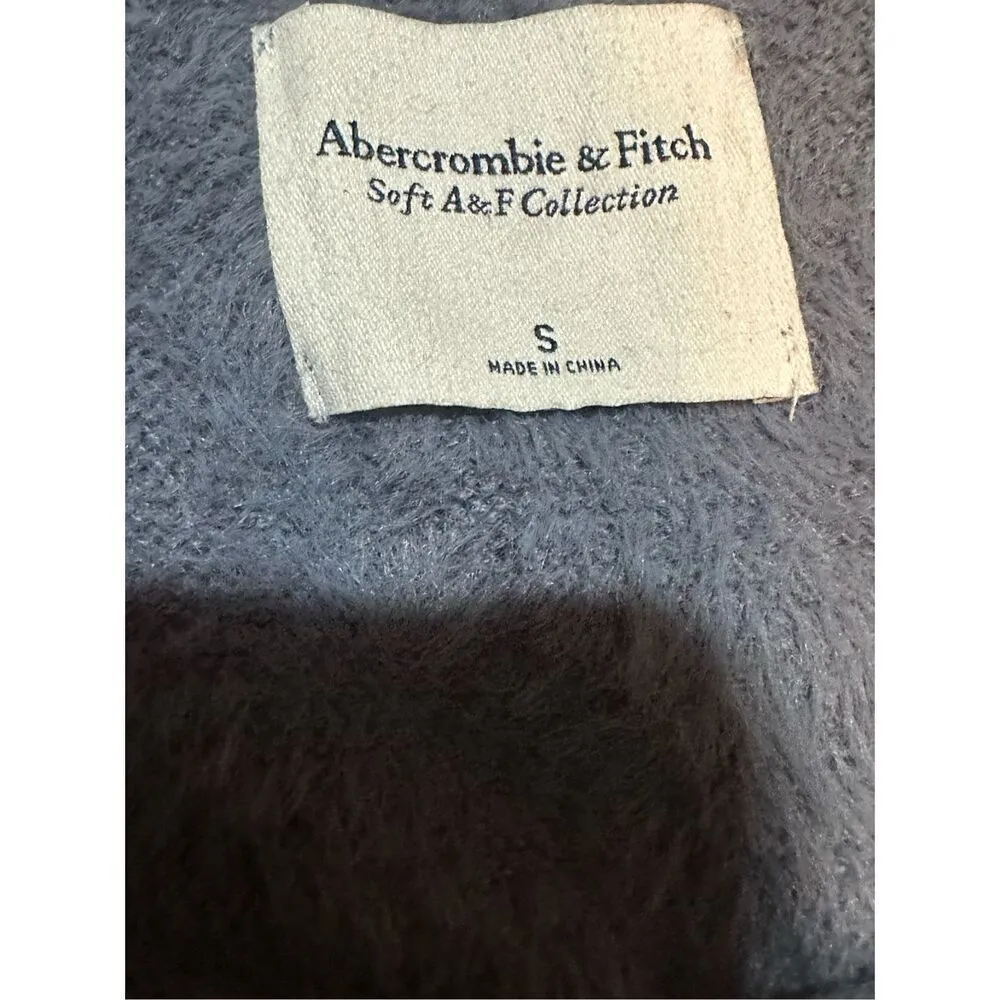 Abercrombie & Fitch
Soft A&F Collection
S
MADE IN CHINA